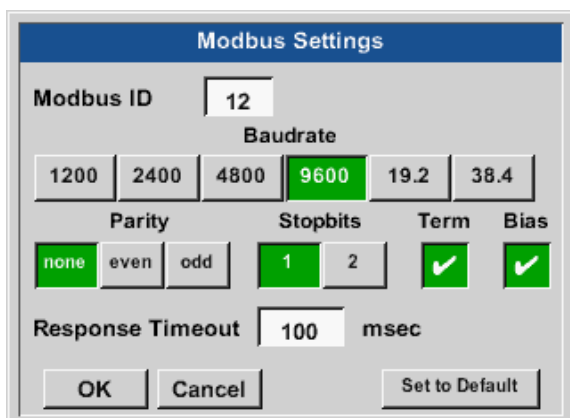 Modbus Settings
Modbus ID 12
Baudrate
1200 2400 4800 9600 19.2 38.4
Parity Stopbits Term Bias
none even odd 1 2 ✔ ✔
Response Timeout 100 msec
OK Cancel Set to Default